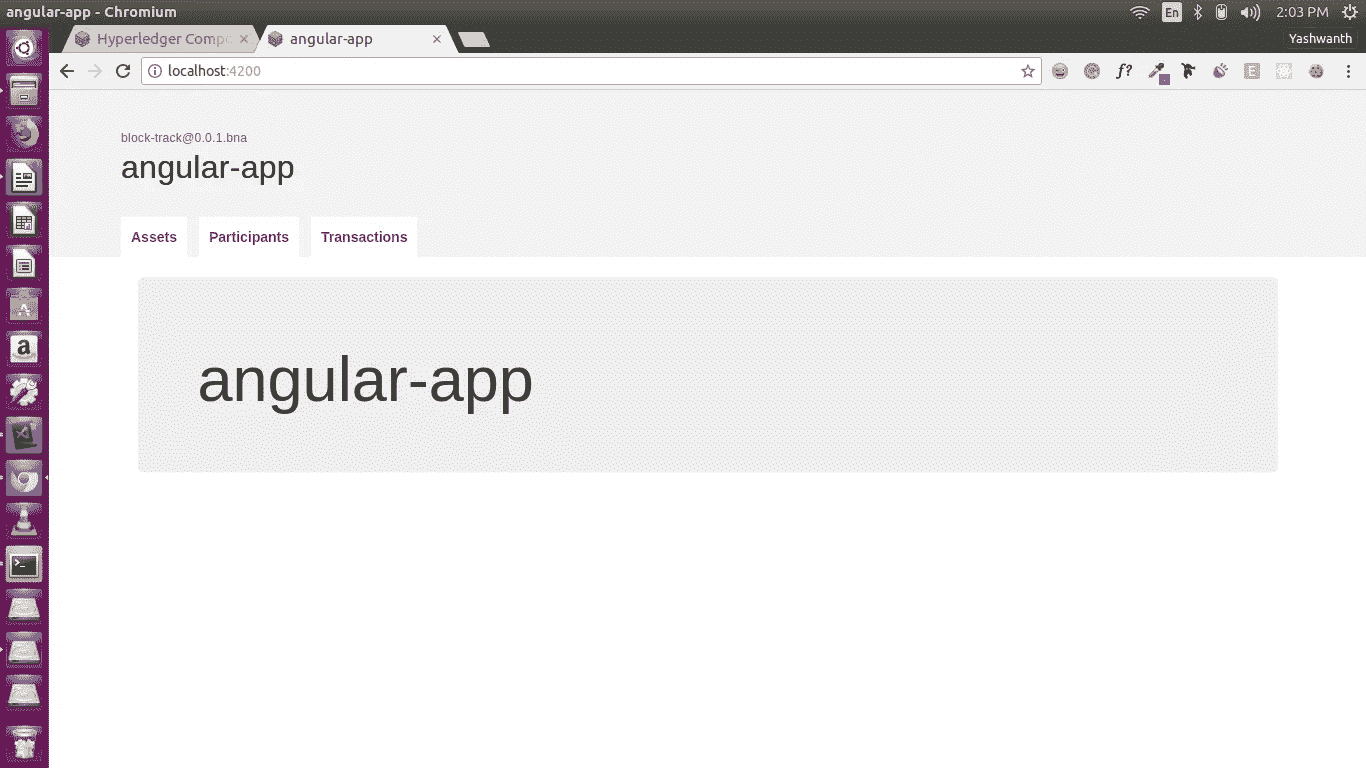 angular-app - Chromium
En
2:03 PM
Hyperledger Compo
angular-app
Yashwanth
localhost:4200
f?
E
block-track@0.0.1.bna
angular-app
Assets
Participants
Transactions
angular-app